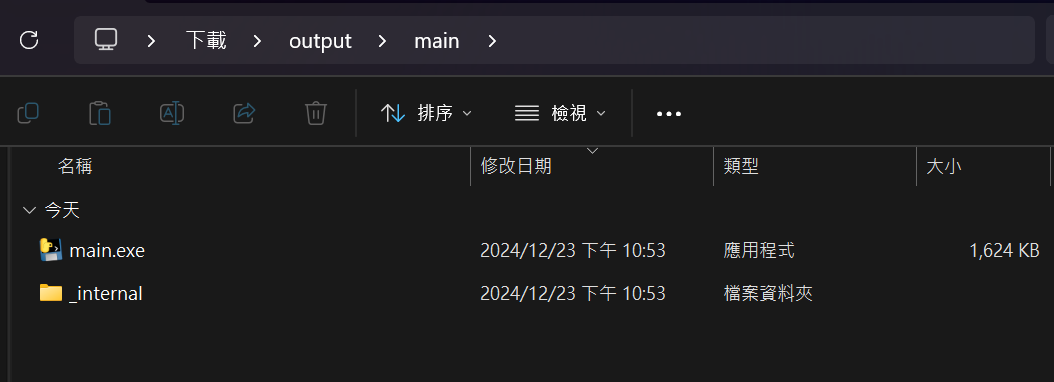 下載 output main
排序 檢視
名稱 修改日期 類型 大小
今天
main.exe 2024/12/23 下午 10:53 應用程式 1,624 KB
_internal 2024/12/23 下午 10:53 檔案資料夾